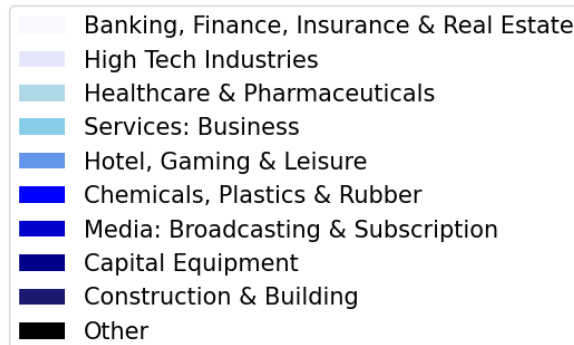 Banking, Finance, Insurance & Real Estate
High Tech Industries
Healthcare & Pharmaceuticals
Services: Business
Hotel, Gaming & Leisure
Chemicals, Plastics & Rubber
Media: Broadcasting & Subscription
Capital Equipment
Construction & Building
Other